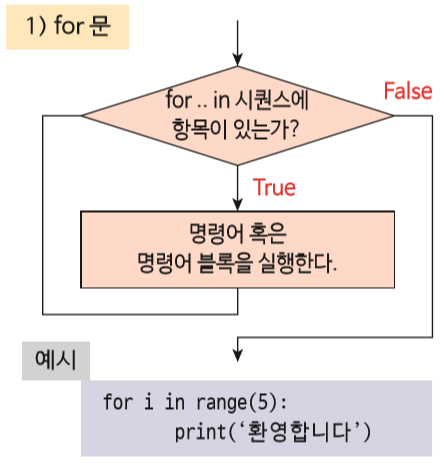 1) for 문
for .. in 시퀀스에
항목이 있는가?
False
True
명령어 혹은
명령어 블록을 실행한다.
예시
for i in range(5):
print(‘환영합니다’)